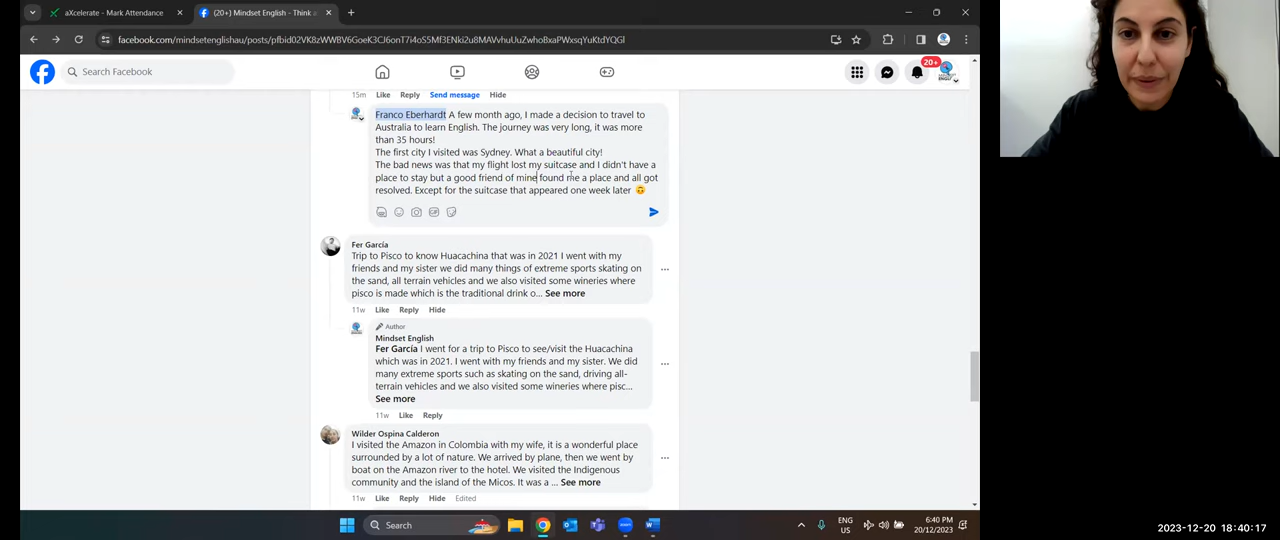 aXcelerate - Mark Attendance
(20+) Mindset English - Think a
facebook.com/mindsetenglishau/posts/
Search Facebook
20+
15m Like Reply Send message Hide
Franco Eberhardt A few month ago, I made a decision to travel to
Australia to learn English. The journey was very long, it was more
than 35 hours!
The first city I visited was Sydney. What a beautiful city!
The bad news was that my flight lost my suitcase and I didn't have a
place to stay but a good friend of mine found me a place and all got
resolved. Except for the suitcase that appeared one week later 🙃
Fer García
Trip to Pisco to know Huacachina that was in 2021 I went with my
friends and my sister we did many things of extreme sports skating on
the sand, all terrain vehicles and we also visited some wineries where
pisco is made which is the traditional drink o... See more
11w Like Reply Hide
Author
Mindset English
Fer García I went for a trip to Pisco to see/visit the Huacachina
which was in 2021. I went with my friends and my sister. We did
many extreme sports such as skating on the sand, driving all-
terrain vehicles and we also visited some wineries where pisc...
See more
11w Like Reply
Wilder Ospina Calderon
I visited the Amazon in Colombia with my wife, it is a wonderful place
surrounded by a lot of nature. We arrived by plane, then we went by
boat on the Amazon river to the hotel. We visited the Indigenous
community and the island of the Micos. It was a ... See more
11w Like Reply Hide Edited
Search
ENG
US
6:40 PM
20/12/2023
2023-12-20 18:40:17